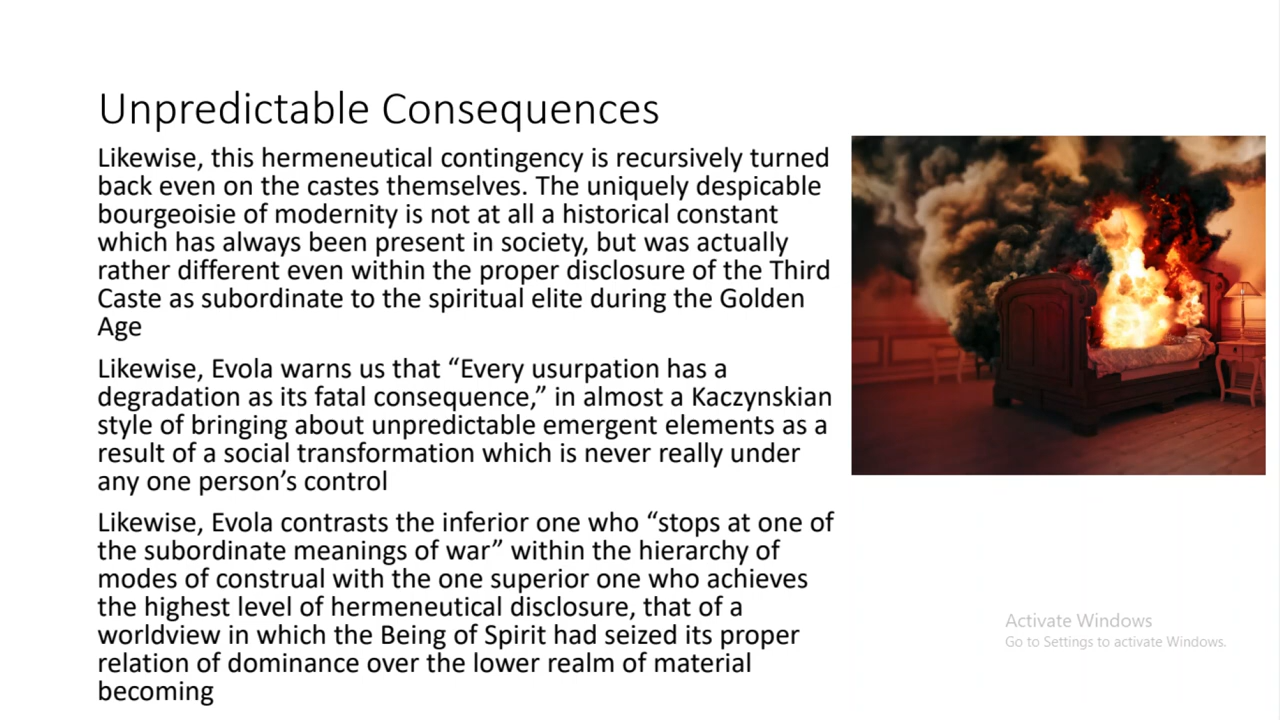 Unpredictable Consequences
Likewise, this hermeneutical contingency is recursively turned
back even on the castes themselves. The uniquely despicable
bourgeoisie of modernity is not at all a historical constant
which has always been present in society, but was actually
rather different even within the proper disclosure of the Third
Caste as subordinate to the spiritual elite during the Golden
Age
Likewise, Evola warns us that “Every usurpation has a
degradation as its fatal consequence,” in almost a Kaczynskian
style of bringing about unpredictable emergent elements as a
result of a social transformation which is never really under
any one person’s control
Likewise, Evola contrasts the inferior one who “stops at one of
the subordinate meanings of war” within the hierarchy of
modes of construal with the one superior one who achieves
the highest level of hermeneutical disclosure, that of a
worldview in which the Being of Spirit had seized its proper
relation of dominance over the lower realm of material
becoming
Activate Windows
Go to Settings to activate Windows.